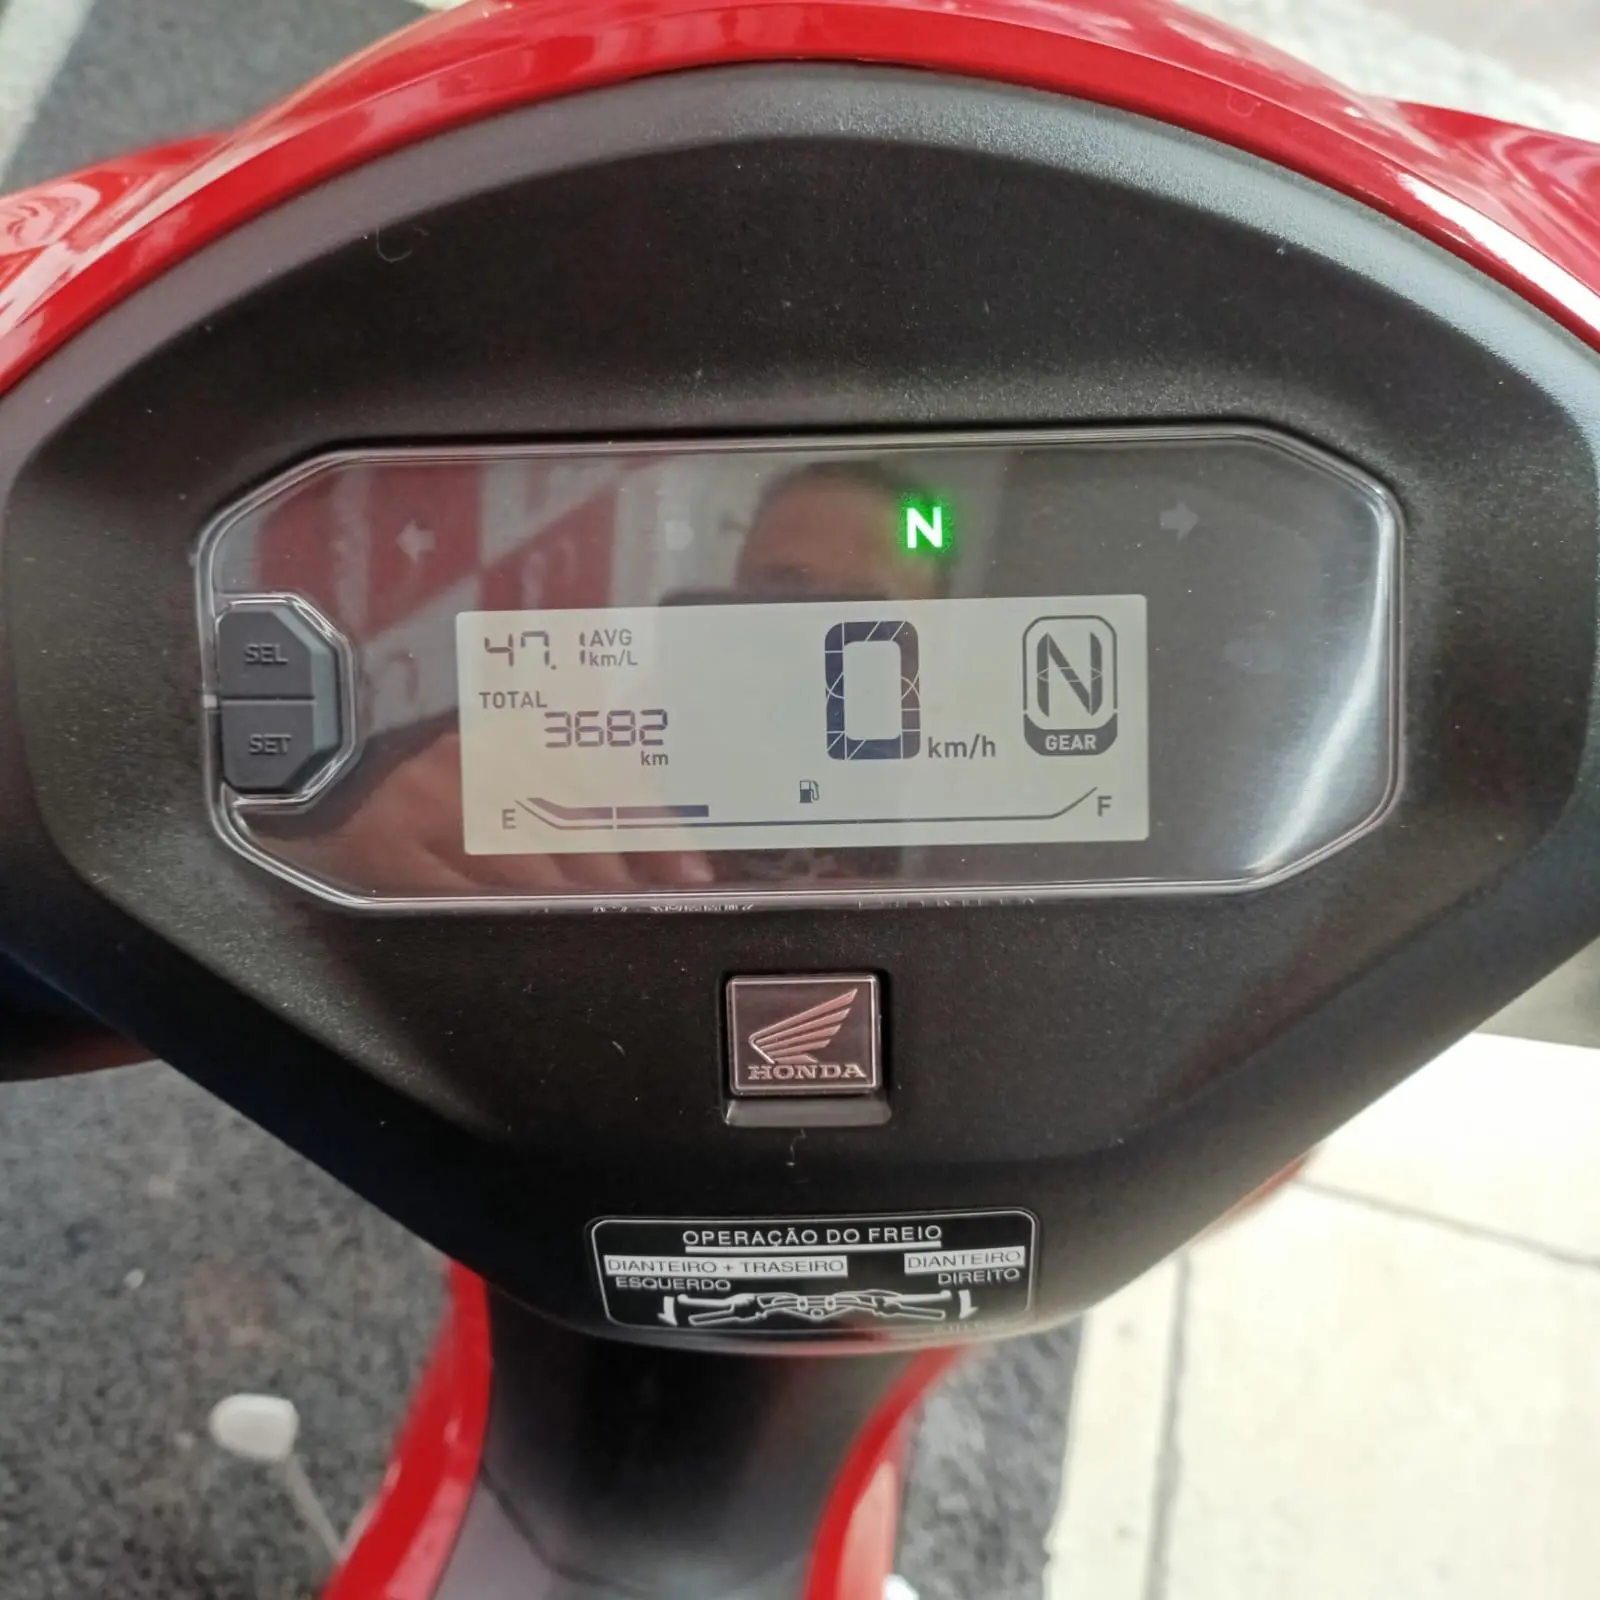 N
SEL
SET
47.1 AVG km/L
TOTAL
3682
km
0 km/h
N
GEAR
E F
HONDA
OPERAÇÃO DO FREIO
DIANTEIRO + TRASEIRO DIANTEIRO
ESQUERDO DIREITO